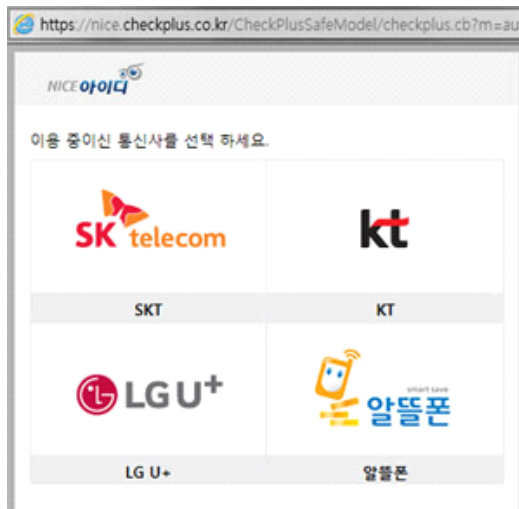 https://nice.checkplus.co.kr/CheckPlusSafeModel/checkplus.cb?m=au
NICE아이디
이용 중이신 통신사를 선택 하세요.
SK telecom
kt
SKT
KT
LG U+
smart save
알뜰폰
LG U+
알뜰폰